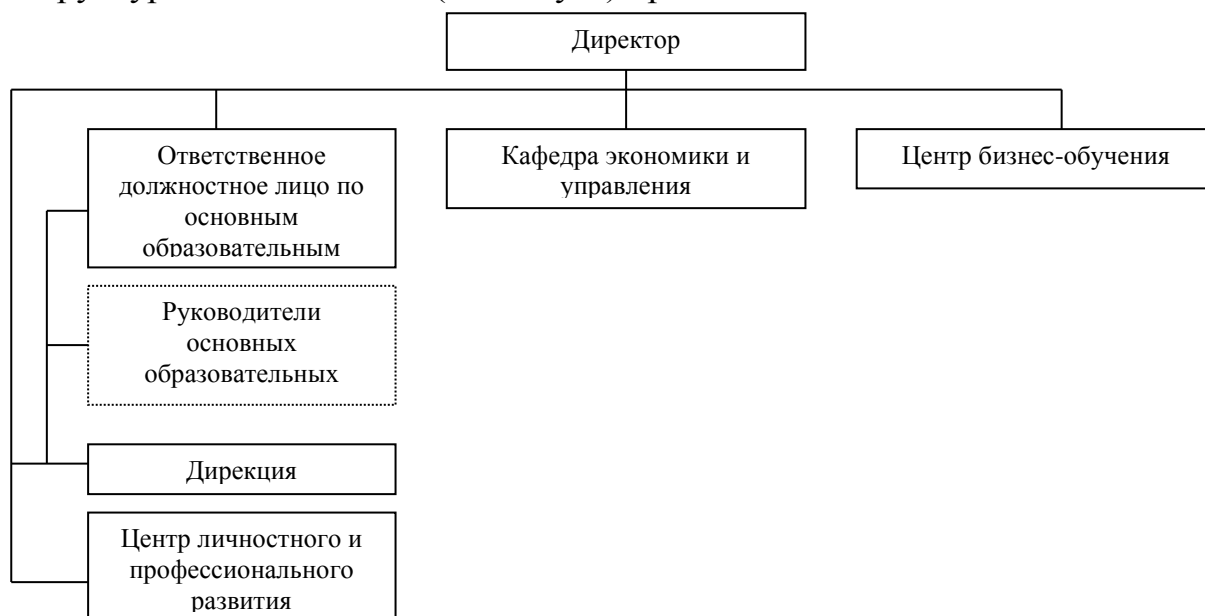 Директор
Ответственное
должностное лицо по
основным
образовательным
Кафедра экономики и
управления
Центр бизнес-обучения
Руководители
основных
образовательных
Дирекция
Центр личностного и
профессионального
развития